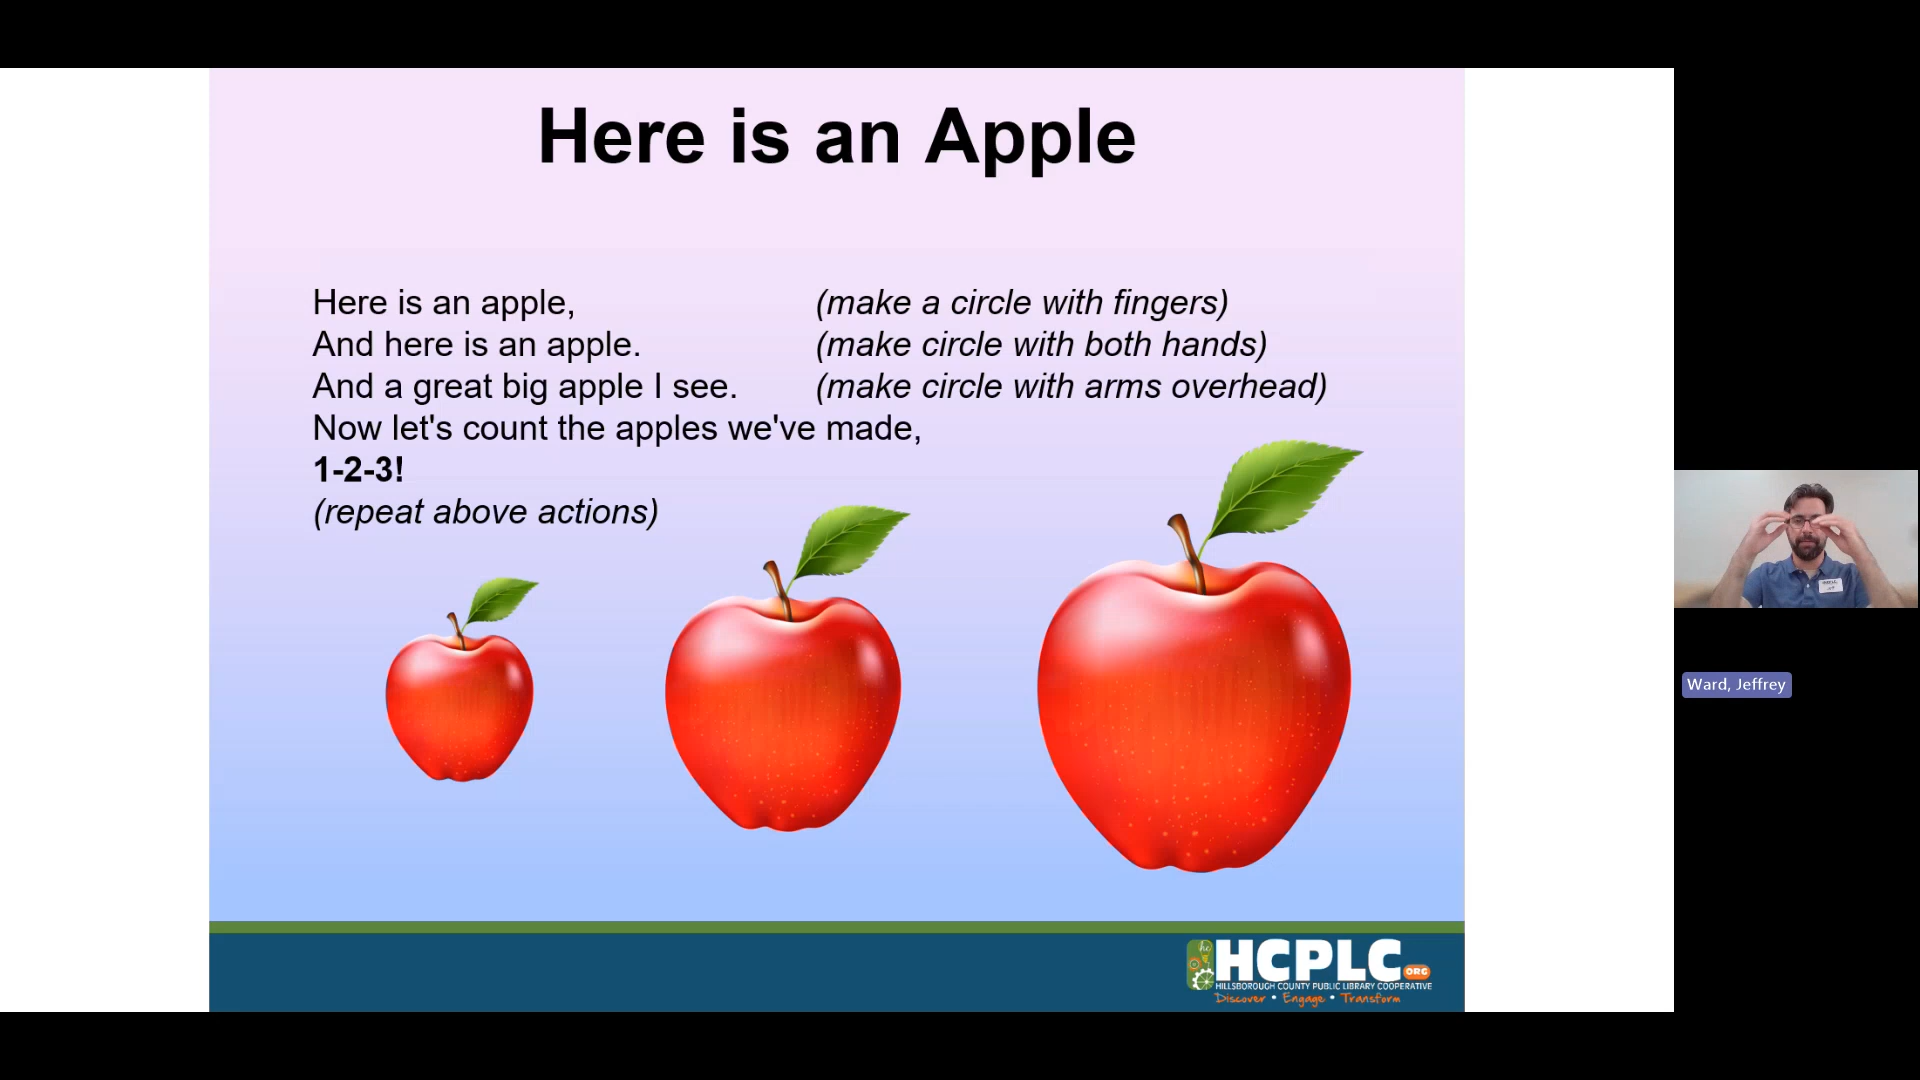 Here is an Apple
Here is an apple, (make a circle with fingers)
And here is an apple. (make circle with both hands)
And a great big apple I see. (make circle with arms overhead)
Now let's count the apples we've made,
1-2-3!
(repeat above actions)
Ward, Jeffrey
hc
HCPLC ORG
HILLSBOROUGH COUNTY PUBLIC LIBRARY COOPERATIVE
Discover • Engage • Transform